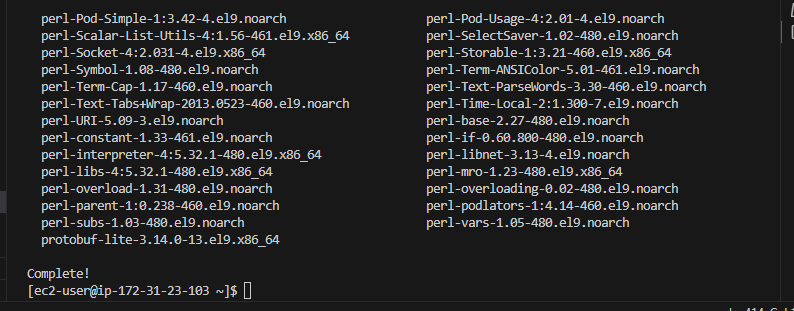 perl-Pod-Simple-1:3.42-4.el9.noarch perl-Pod-Usage-4:2.01-4.el9.noarch
perl-Scalar-List-Utils-4:1.56-461.el9.x86_64 perl-SelectSaver-1.02-480.el9.noarch
perl-Socket-4:2.031-4.el9.x86_64 perl-Storable-1:3.21-460.el9.x86_64
perl-Symbol-1.08-480.el9.noarch perl-Term-ANSIColor-5.01-461.el9.noarch
perl-Term-Cap-1.17-460.el9.noarch perl-Text-ParseWords-3.30-460.el9.noarch
perl-Text-Tabs+Wrap-2013.0523-460.el9.noarch perl-Time-Local-2:1.300-7.el9.noarch
perl-URI-5.09-3.el9.noarch perl-base-2.27-480.el9.noarch
perl-constant-1.33-461.el9.noarch perl-if-0.60.800-480.el9.noarch
perl-interpreter-4:5.32.1-480.el9.x86_64 perl-libnet-3.13-4.el9.noarch
perl-libs-4:5.32.1-480.el9.x86_64 perl-mro-1.23-480.el9.x86_64
perl-overload-1.31-480.el9.noarch perl-overloading-0.02-480.el9.noarch
perl-parent-1:0.238-460.el9.noarch perl-podlators-1:4.14-460.el9.noarch
perl-subs-1.03-480.el9.noarch perl-vars-1.05-480.el9.noarch
protobuf-lite-3.14.0-13.el9.x86_64
Complete!
[ec2-user@ip-172-31-23-103 ~]$